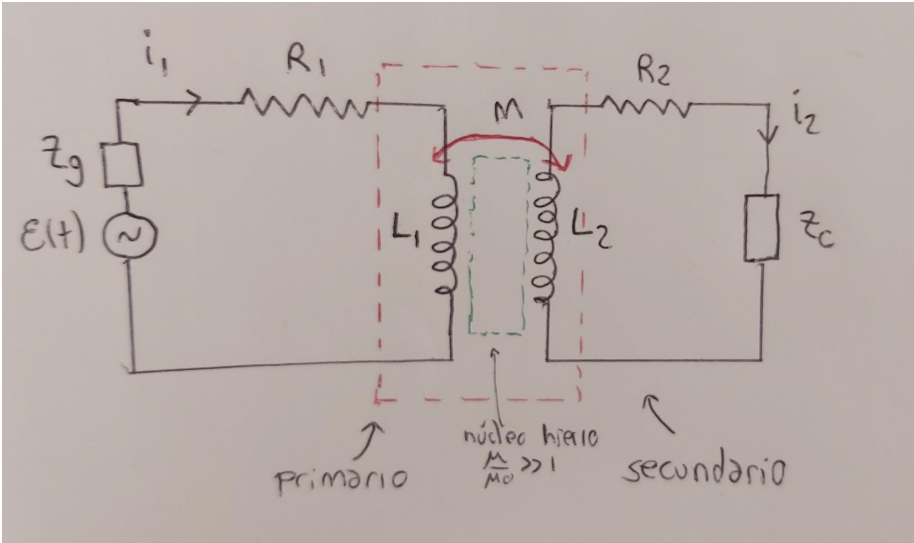 i₁
R₁
M
R₂
i₂
Zg
ε(t)
~
L₁
L₂
Zc
núcleo hierro
μ/μ₀ >> 1
primario
secundario